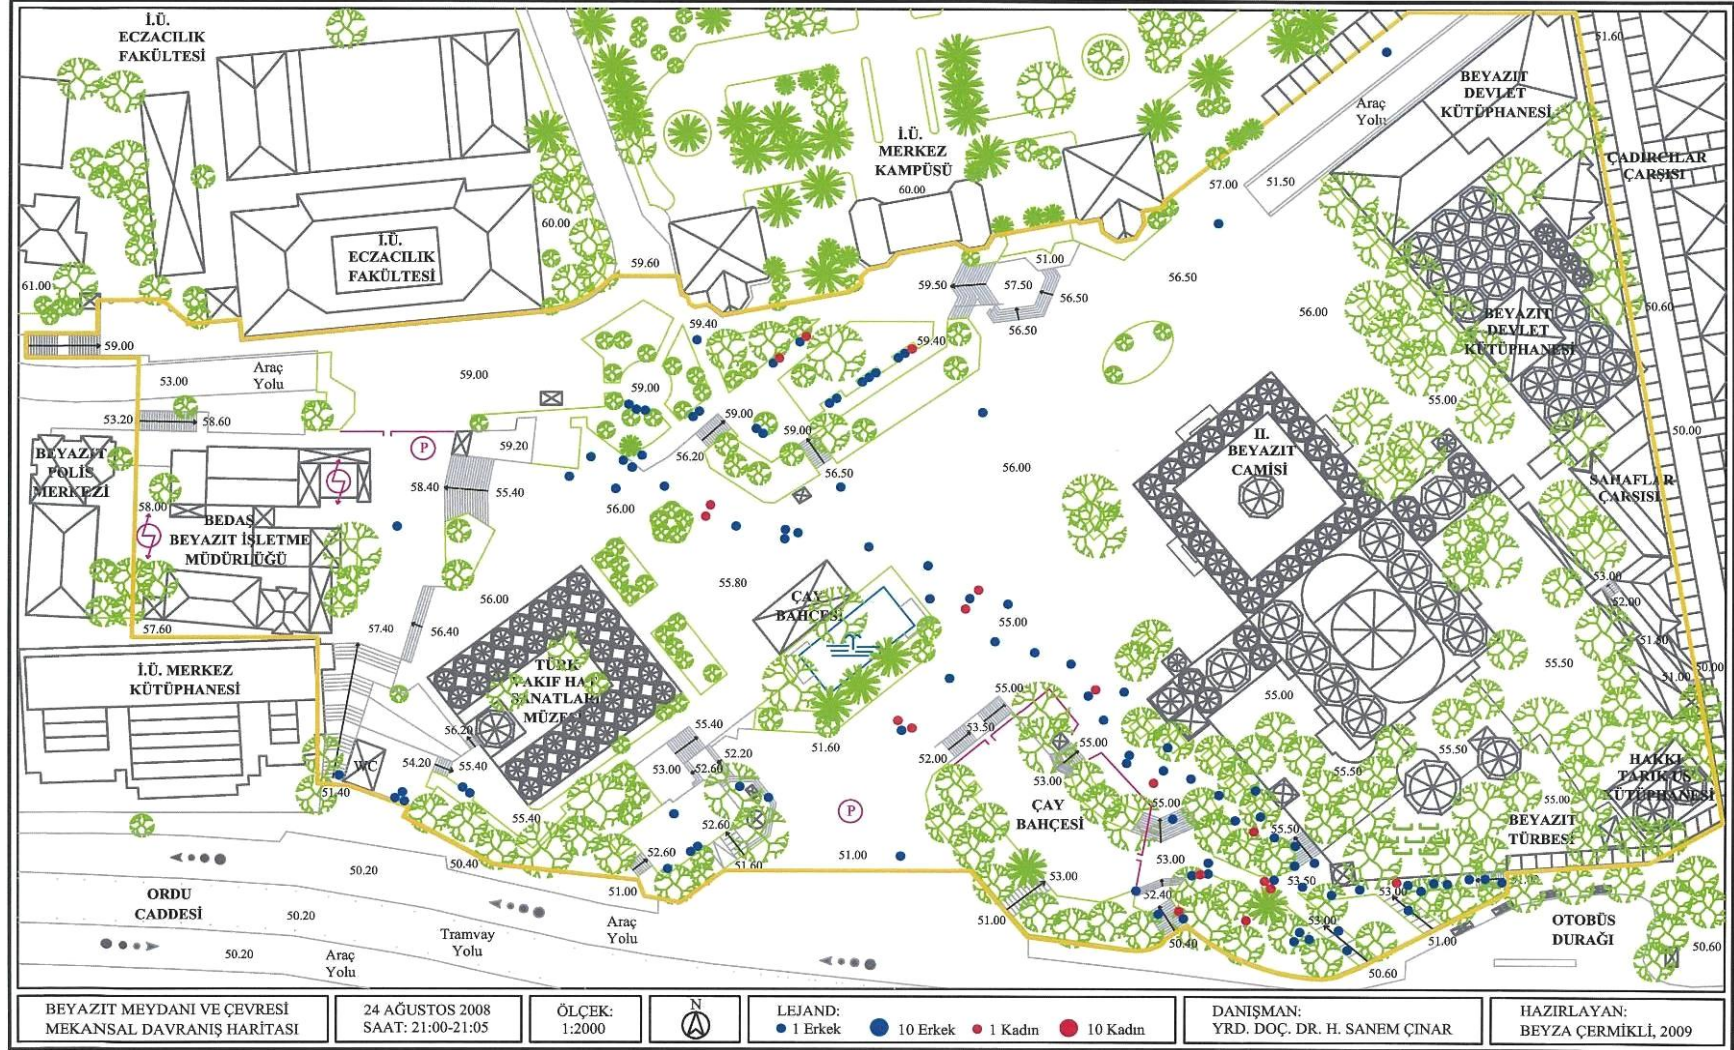 İ.Ü.
ECZACILIK
FAKÜLTESİ
51.60
BEYAZIT
DEVLET
KÜTÜPHANESİ
Araç
Yolu
İ.Ü.
MERKEZ
KAMPÜSÜ
60.00
ÇADIRCILAR
ÇARŞISI
57.00
51.50
60.00
İ.Ü.
ECZACILIK
FAKÜLTESİ
59.60
51.00
61.00
59.50
57.50
56.50
56.50
56.50
56.00
50.60
BEYAZIT
DEVLET
KÜTÜPHANESİ
59.40
59.40
59.00
Araç
Yolu
53.00
59.00
59.00
55.00
53.20
58.60
59.00
59.00
P
59.20
56.20
56.50
56.00
II.
BEYAZIT
CAMİSİ
50.00
BEYAZIT
POLİS
MERKEZİ
58.40
55.40
56.00
58.00
SAHAFLAR
ÇARŞISI
BEDAŞ
BEYAZIT İŞLETME
MÜDÜRLÜĞÜ
55.80
53.00
52.00
56.00
ÇAY
BAHÇESİ
55.00
57.60
57.40
56.40
51.80
İ.Ü. MERKEZ
KÜTÜPHANESİ
TÜRK
VAKIF HAT
SANATLARI
MÜZESİ
55.50
50.00
51.00
55.00
55.00
56.20
55.40
53.50
55.00
51.60
52.00
52.20
55.50
55.50
WC
54.20
55.40
53.00
52.60
53.00
51.40
HAKKI
TARIK US
KÜTÜPHANESİ
55.00
55.00
ÇAY
BAHÇESİ
P
55.40
52.60
55.50
BEYAZIT
TÜRBESİ
50.40
52.60
51.60
51.00
53.00
50.20
51.00
53.00
53.50
53.00
52.40
ORDU
CADDESİ
50.20
51.00
53.00
51.00
OTOBÜS
DURAĞI
Tramvay
Yolu
Araç
Yolu
50.40
50.20
Araç
Yolu
50.60
50.60
BEYAZIT MEYDANI VE ÇEVRESİ
MEKANSAL DAVRANIŞ HARİTASI
24 AĞUSTOS 2008
SAAT: 21:00-21:05
ÖLÇEK:
1:2000
N
LEJAND:
1 Erkek
10 Erkek
1 Kadın
10 Kadın
DANIŞMAN:
YRD. DOÇ. DR. H. SANEM ÇINAR
HAZIRLAYAN:
BEYZA ÇERMİKLİ, 2009